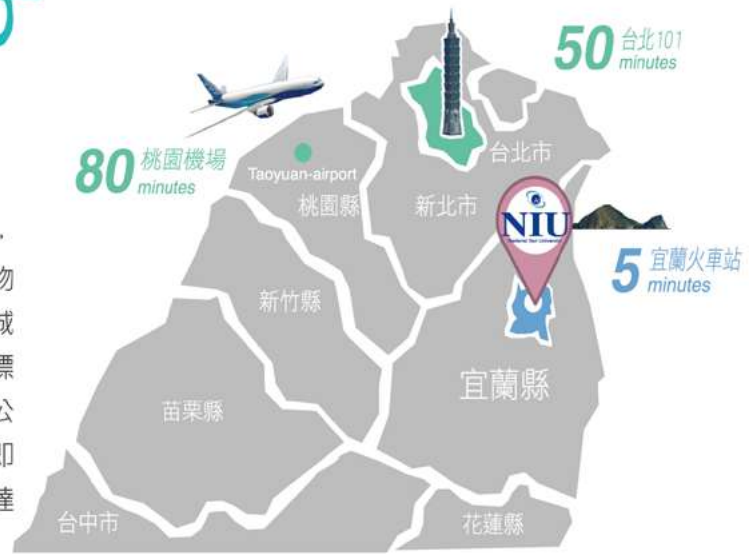 50 台北101
minutes
80 桃園機場
minutes
Taoyuan-airport
桃園縣
台北市
新北市
NIU
5 宜蘭火車站
minutes
新竹縣
宜蘭縣
苗栗縣
台中市
花蓮縣
物
城
票
公
即
達